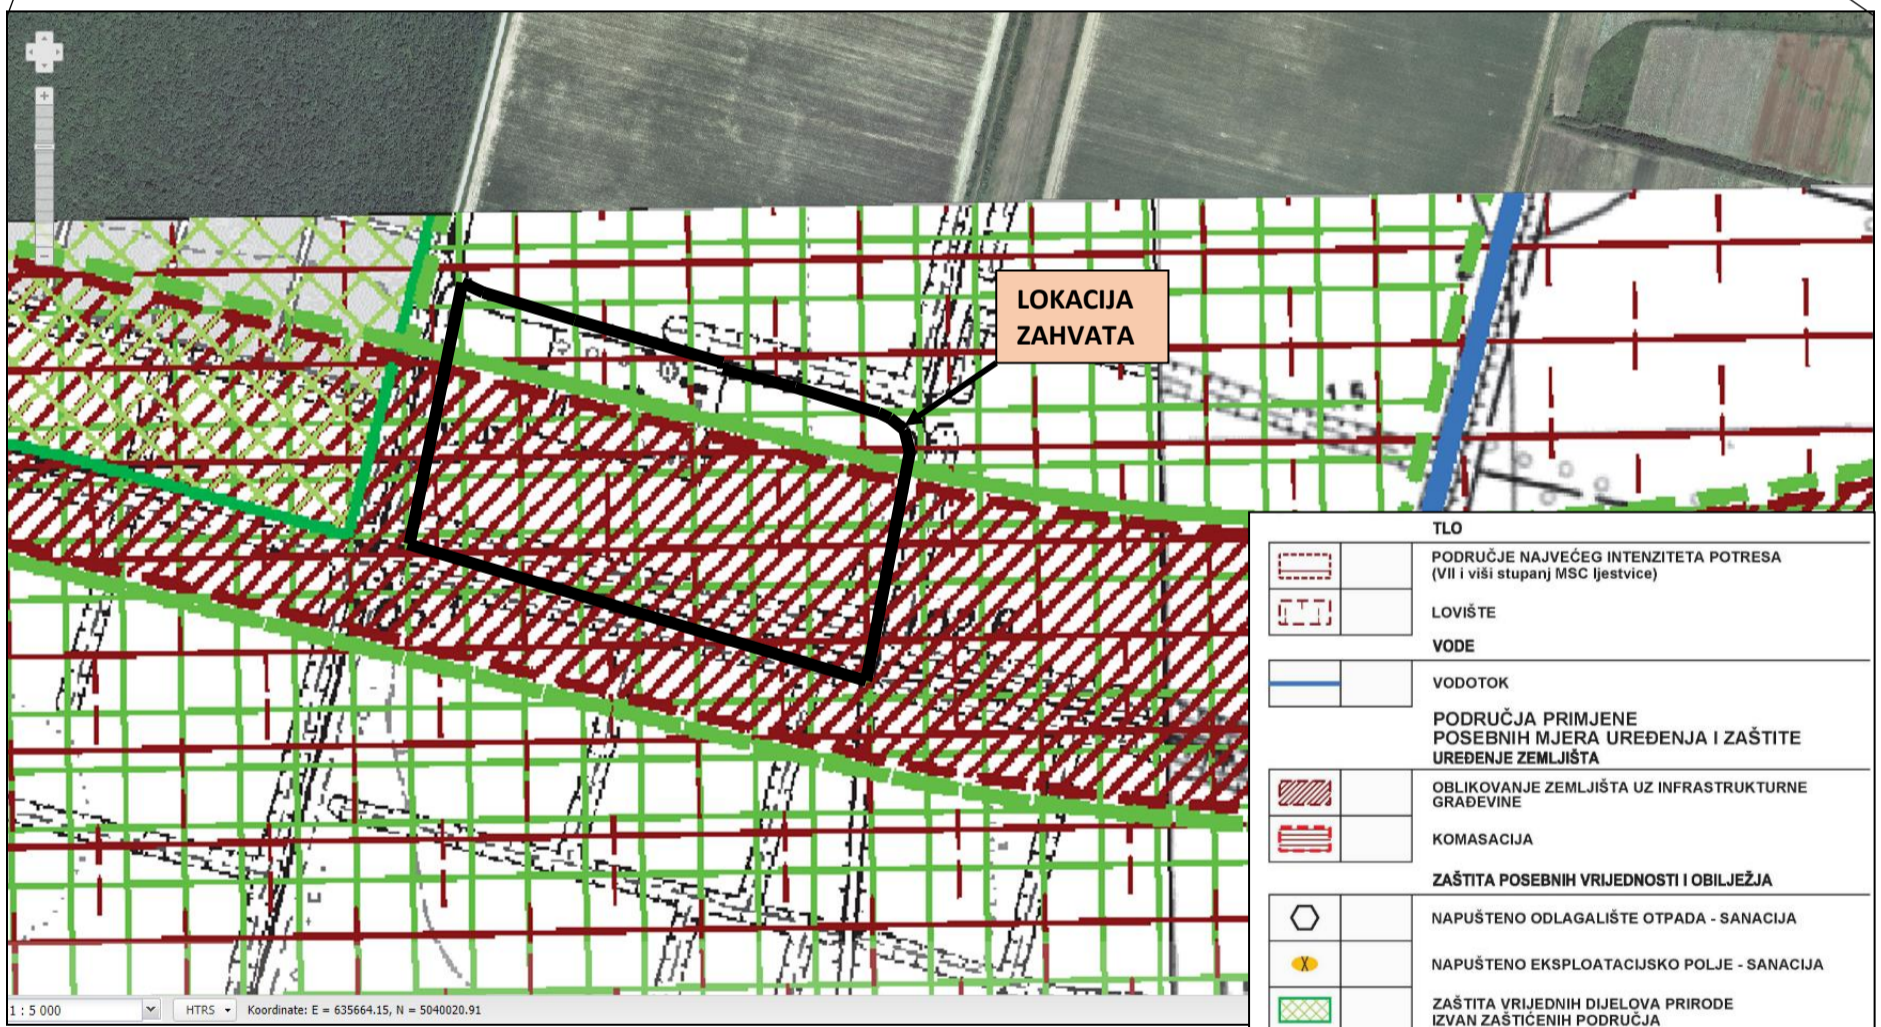 LOKACIJA
ZAHVATA
TLO
PODRUČJE NAJVEĆEG INTENZITETA POTRESA
(VII i viši stupanj MSC ljestvice)
LOVIŠTE
VODE
VODOTOK
PODRUČJA PRIMJENE
POSEBNIH MJERA UREĐENJA I ZAŠTITE
UREĐENJE ZEMLJIŠTA
OBLIKOVANJE ZEMLJIŠTA UZ INFRASTRUKTURNE
GRAĐEVINE
KOMASACIJA
ZAŠTITA POSEBNIH VRIJEDNOSTI I OBILJEŽJA
NAPUŠTENO ODLAGALIŠTE OTPADA - SANACIJA
X
NAPUŠTENO EKSPLOATACIJSKO POLJE - SANACIJA
ZAŠTITA VRIJEDNIH DIJELOVA PRIRODE
IZVAN ZAŠTIĆENIH PODRUČJA
1 : 5 000 HTRS Koordinate: E = 635664.15, N = 5040020.91